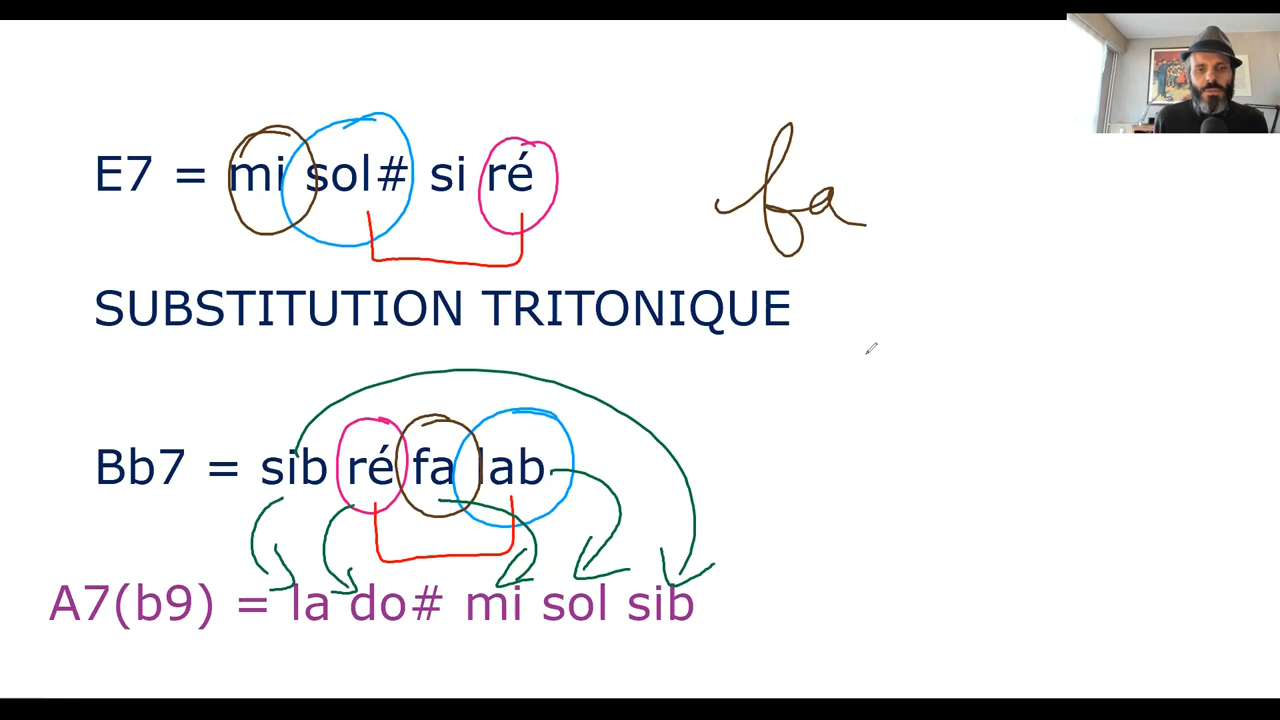 E7 = mi sol# si ré
fa
SUBSTITUTION TRITONIQUE
Bb7 = sib ré fa lab
A7(b9) = la do# mi sol sib